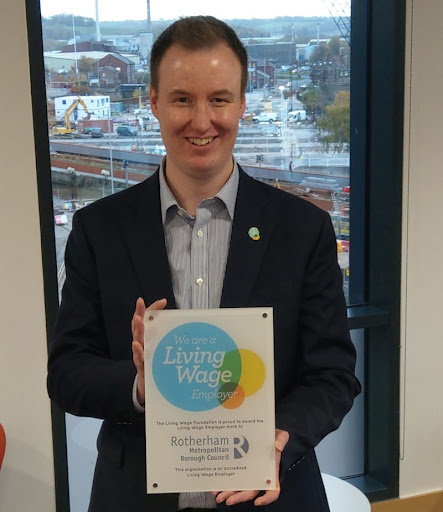 We are a
Living
Wage
Employer
The Living Wage Foundation is proud to award the
Living Wage Employer mark to
Rotherham
Metropolitan
Borough Council
This organisation is an accredited
Living Wage Employer